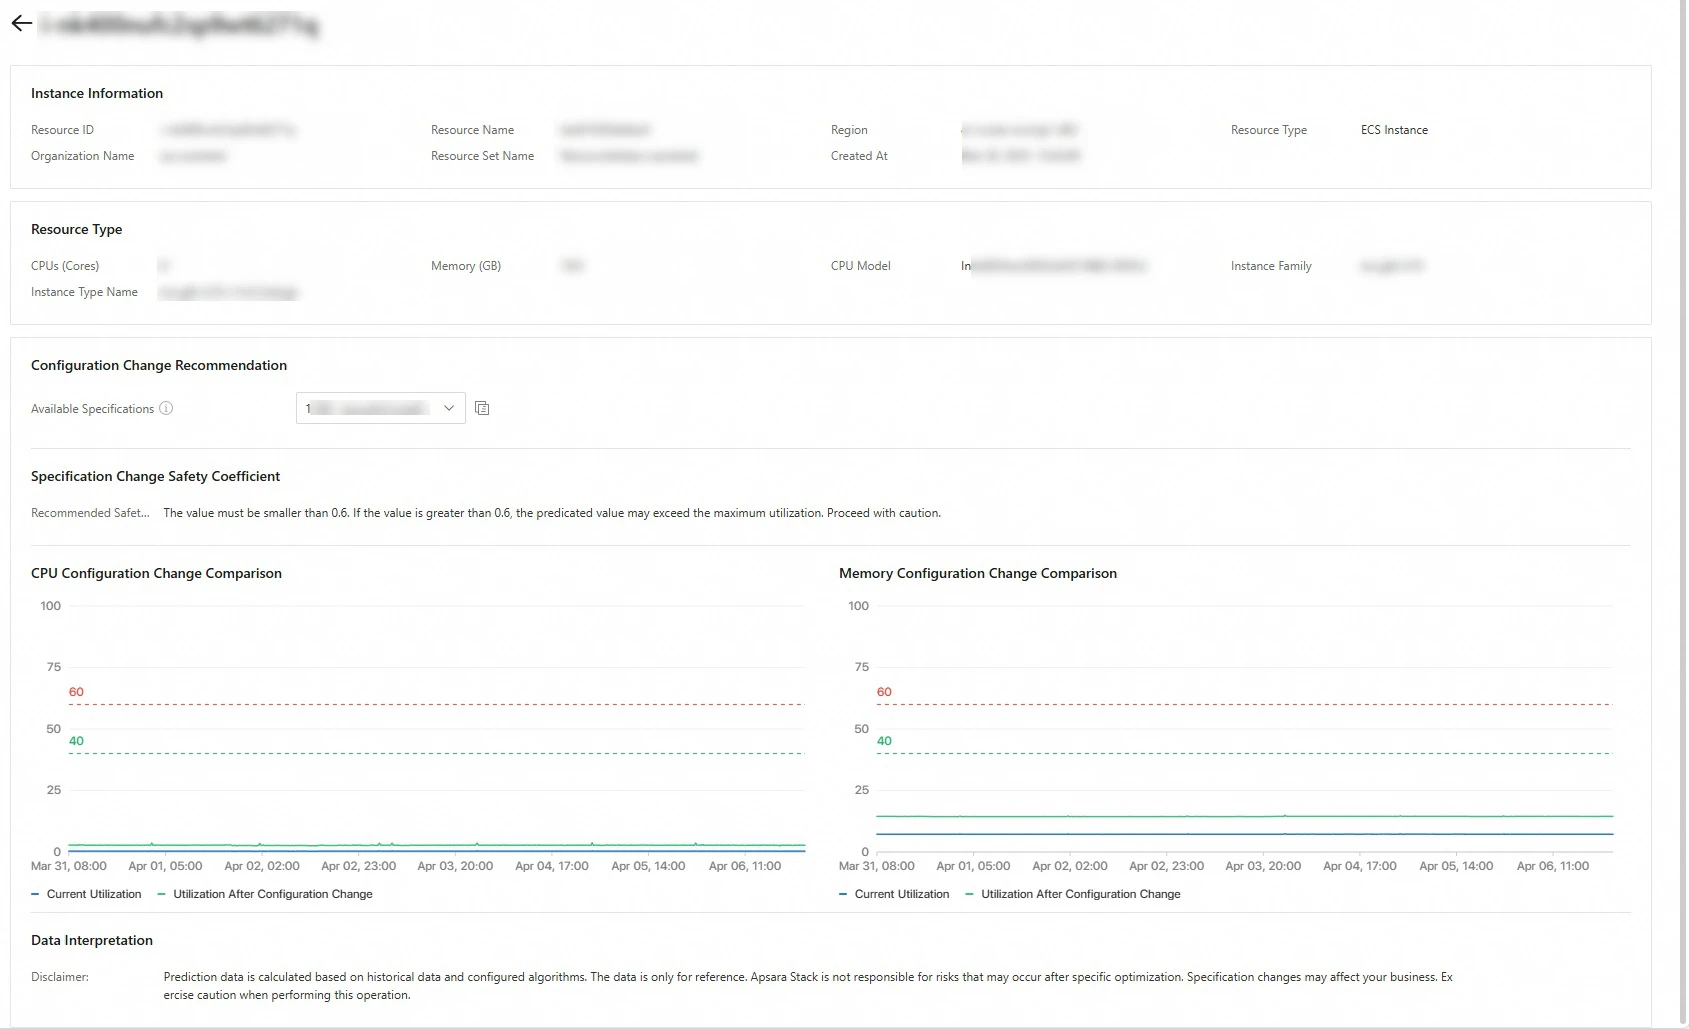 Instance Information
Resource ID Resource Name Region Resource Type ECS Instance
Organization Name Resource Set Name Created At
Resource Type
CPUs (Cores) Memory (GB) CPU Model Instance Family
Instance Type Name
Configuration Change Recommendation
Available Specifications
Specification Change Safety Coefficient
Recommended Safet... The value must be smaller than 0.6. If the value is greater than 0.6, the predicated value may exceed the maximum utilization. Proceed with caution.
CPU Configuration Change Comparison
100
75
60
50
40
25
0
Mar 31, 08:00 Apr 01, 05:00 Apr 02, 02:00 Apr 02, 23:00 Apr 03, 20:00 Apr 04, 17:00 Apr 05, 14:00 Apr 06, 11:00
Current Utilization Utilization After Configuration Change
Memory Configuration Change Comparison
100
75
60
50
40
25
0
Mar 31, 08:00 Apr 01, 05:00 Apr 02, 02:00 Apr 02, 23:00 Apr 03, 20:00 Apr 04, 17:00 Apr 05, 14:00 Apr 06, 11:00
Current Utilization Utilization After Configuration Change
Data Interpretation
Disclaimer: Prediction data is calculated based on historical data and configured algorithms. The data is only for reference. Apsara Stack is not responsible for risks that may occur after specific optimization. Specification changes may affect your business. Ex
ercise caution when performing this operation.